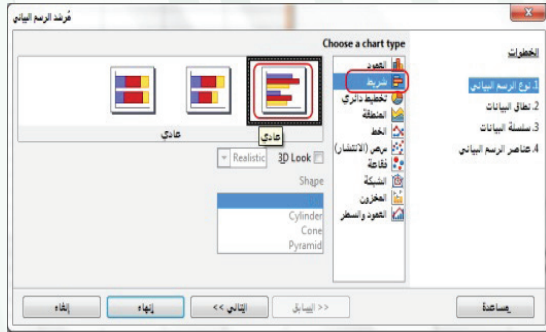 مُرشد الرسم البياني
الخطوات
1. نوع الرسم البياني
2. نطاق البيانات
3. سلسلة البيانات
4. عناصر الرسم البياني
Choose a chart type
العمود
شريط
تخطيط دائري
المنطقة
الخط
س ص (الانتشار)
فقاعة
الشبكة
المخزون
العمود والسطر
عادي
عادي
3D Look
Realistic
Shape
Cylinder
Cone
Pyramid
مساعدة
<< السابق
التالي >>
إنهاء
إلغاء